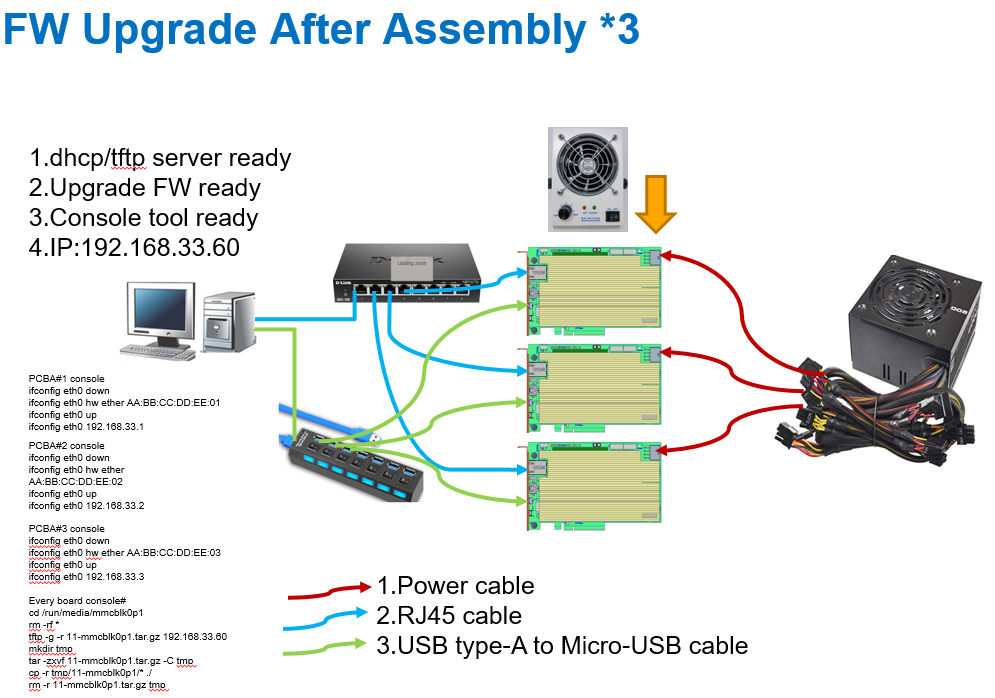 FW Upgrade After Assembly *3
1.dhcp/tftp server ready
2.Upgrade FW ready
3.Console tool ready
4.IP:192.168.33.60
Loading zoom
D-Link
PCBA#1 console
ifconfig eth0 down
ifconfig eth0 hw ether AA:BB:CC:DD:EE:01
ifconfig eth0 up
ifconfig eth0 192.168.33.1
PCBA#2 console
ifconfig eth0 down
ifconfig eth0 hw ether
AA:BB:CC:DD:EE:02
ifconfig eth0 up
ifconfig eth0 192.168.33.2
PCBA#3 console
ifconfig eth0 down
ifconfig eth0 hw ether AA:BB:CC:DD:EE:03
ifconfig eth0 up
ifconfig eth0 192.168.33.3
Every board console#
cd /run/media/mmcblk0p1
rm -rf *
tftp -g -r 11-mmcblk0p1.tar.gz 192.168.33.60
mkdir tmp
tar -zxvf 11-mmcblk0p1.tar.gz -C tmp
cp -r tmp/11-mmcblk0p1/* ./
rm -r 11-mmcblk0p1.tar.gz tmp
1.Power cable
2.RJ45 cable
3.USB type-A to Micro-USB cable